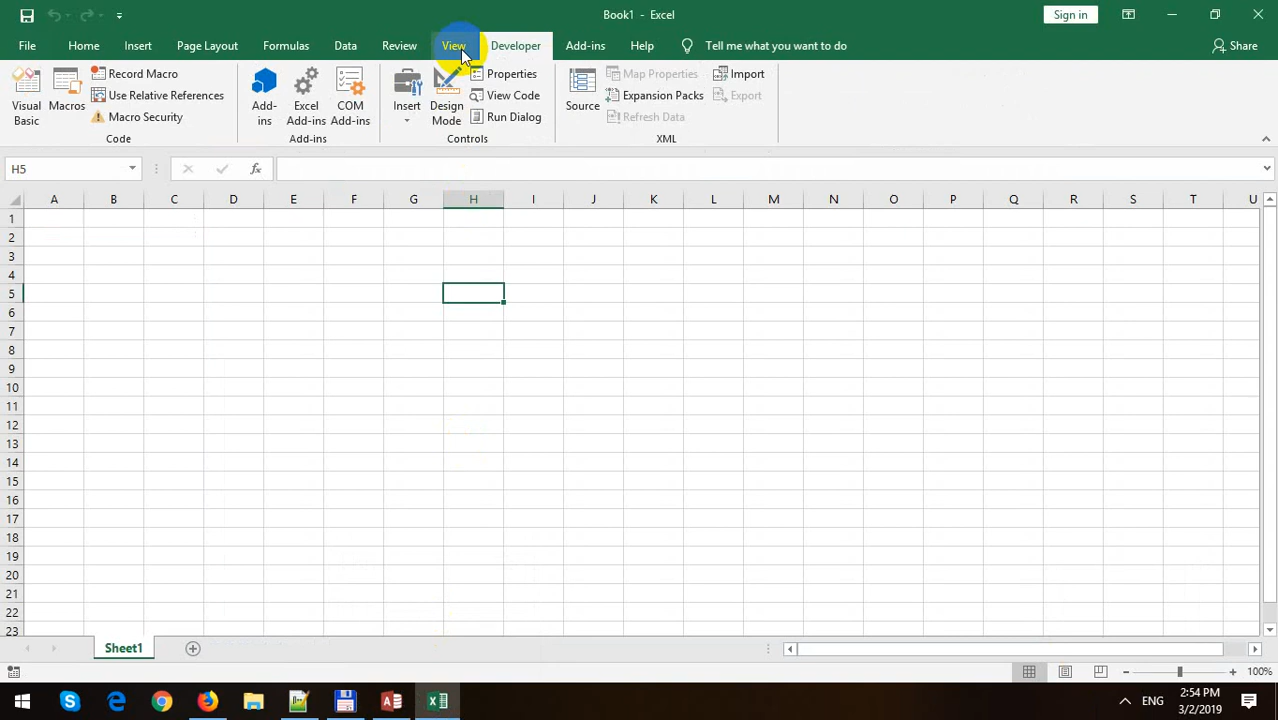 Book1 - Excel
Sign in
File Home Insert Page Layout Formulas Data Review View Developer Add-ins Help Tell me what you want to do Share
Visual Basic
Macros
Record Macro
Use Relative References
Macro Security
Code
Add-ins
Excel Add-ins
COM Add-ins
Add-ins
Insert
Design Mode
Properties
View Code
Run Dialog
Controls
Source
Map Properties
Expansion Packs
Refresh Data
Import
Export
XML
H5
fx
A B C D E F G H I J K L M N O P Q R S T U
1
2
3
4
5
6
7
8
9
10
11
12
13
14
15
16
17
18
19
20
21
22
23
Sheet1
100%
ENG
2:54 PM
3/2/2019